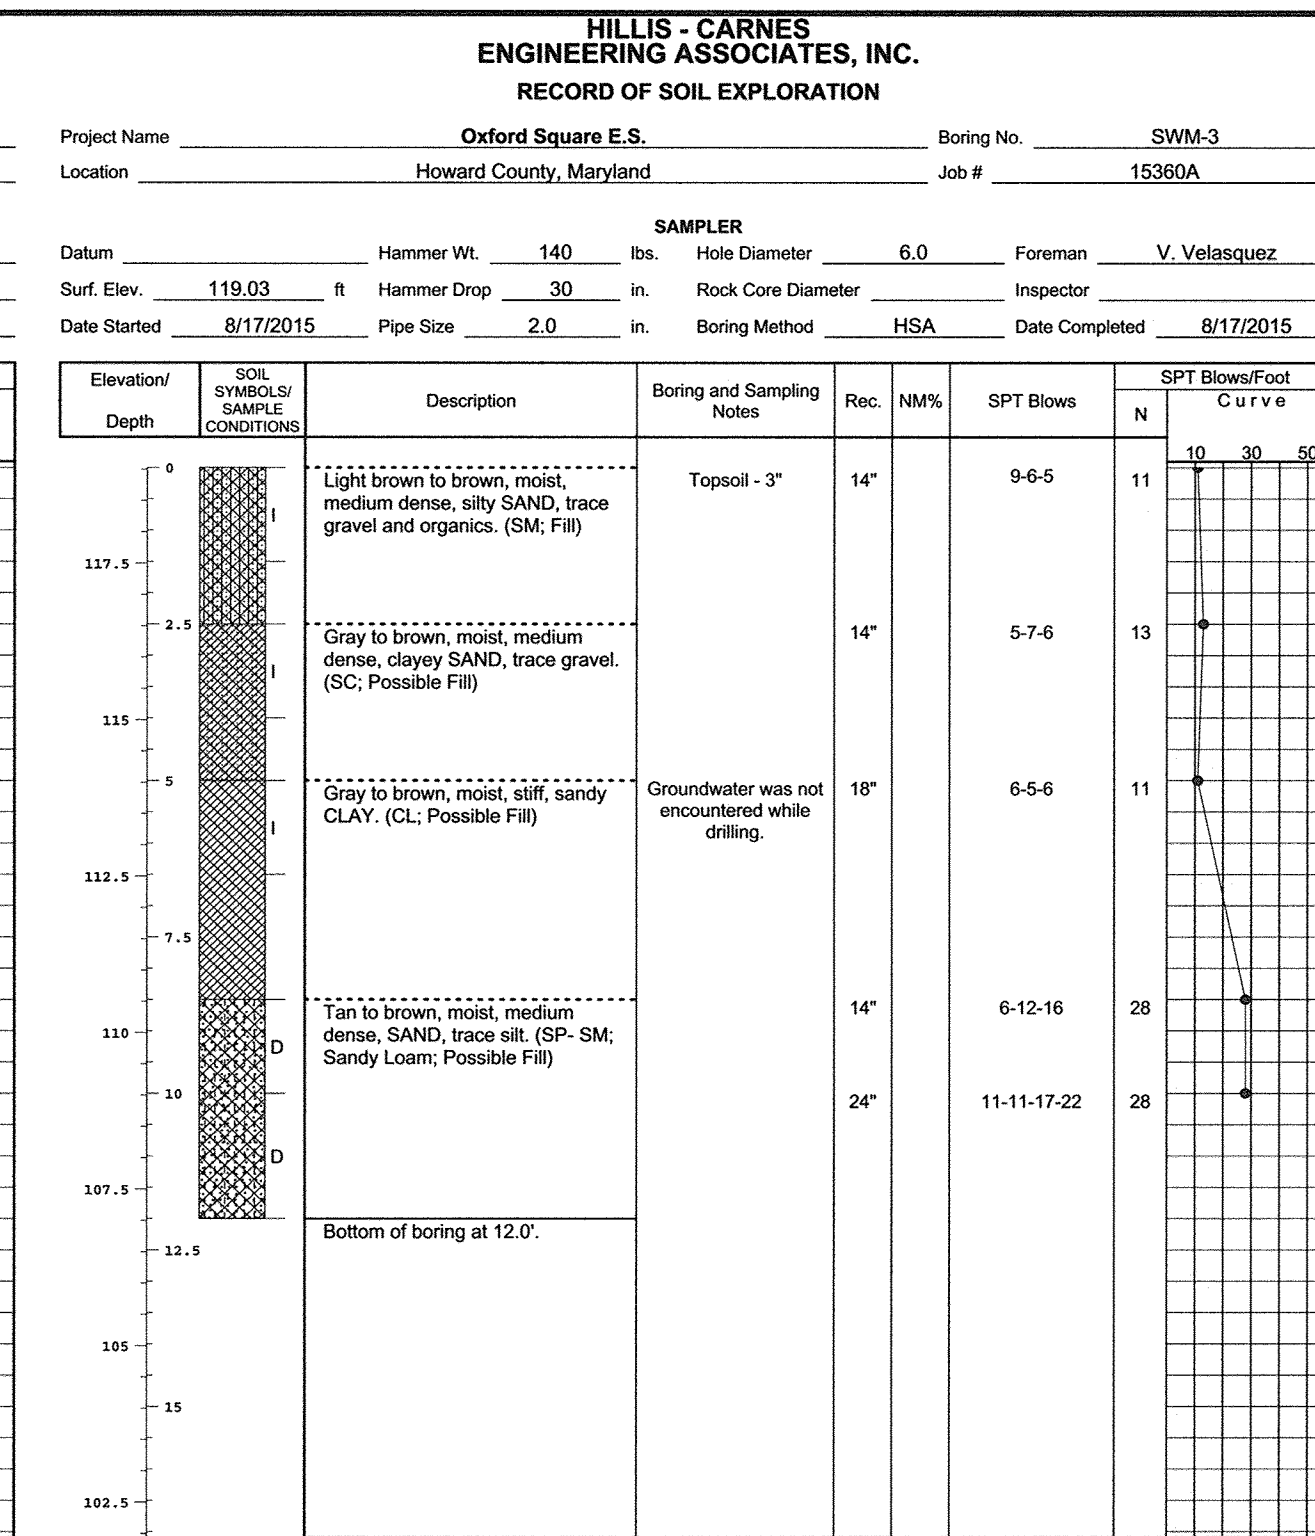 HILLIS - CARNES
ENGINEERING ASSOCIATES, INC.
RECORD OF SOIL EXPLORATION
Project Name Oxford Square E.S. Boring No. SWM-3
Location Howard County, Maryland Job # 15360A
SAMPLER
Datum Hammer Wt. 140 lbs. Hole Diameter 6.0 Foreman V. Velasquez
Surf. Elev. 119.03 ft Hammer Drop 30 in. Rock Core Diameter Inspector
Date Started 8/17/2015 Pipe Size 2.0 in. Boring Method HSA Date Completed 8/17/2015
Elevation/
Depth
SOIL
SYMBOLS/
SAMPLE
CONDITIONS
Description
Boring and Sampling
Notes
Rec.
NM%
SPT Blows
SPT Blows/Foot
N
Curve
10 30 50
0
I
Light brown to brown, moist,
medium dense, silty SAND, trace
gravel and organics. (SM; Fill)
Topsoil - 3"
14"
9-6-5
11
117.5
2.5
I
Gray to brown, moist, medium
dense, clayey SAND, trace gravel.
(SC; Possible Fill)
14"
5-7-6
13
115
5
I
Gray to brown, moist, stiff, sandy
CLAY. (CL; Possible Fill)
Groundwater was not
encountered while
drilling.
18"
6-5-6
11
112.5
7.5
Tan to brown, moist, medium
dense, SAND, trace silt. (SP- SM;
Sandy Loam; Possible Fill)
14"
6-12-16
28
110
D
10
24"
11-11-17-22
28
D
107.5
Bottom of boring at 12.0'.
12.5
105
15
102.5